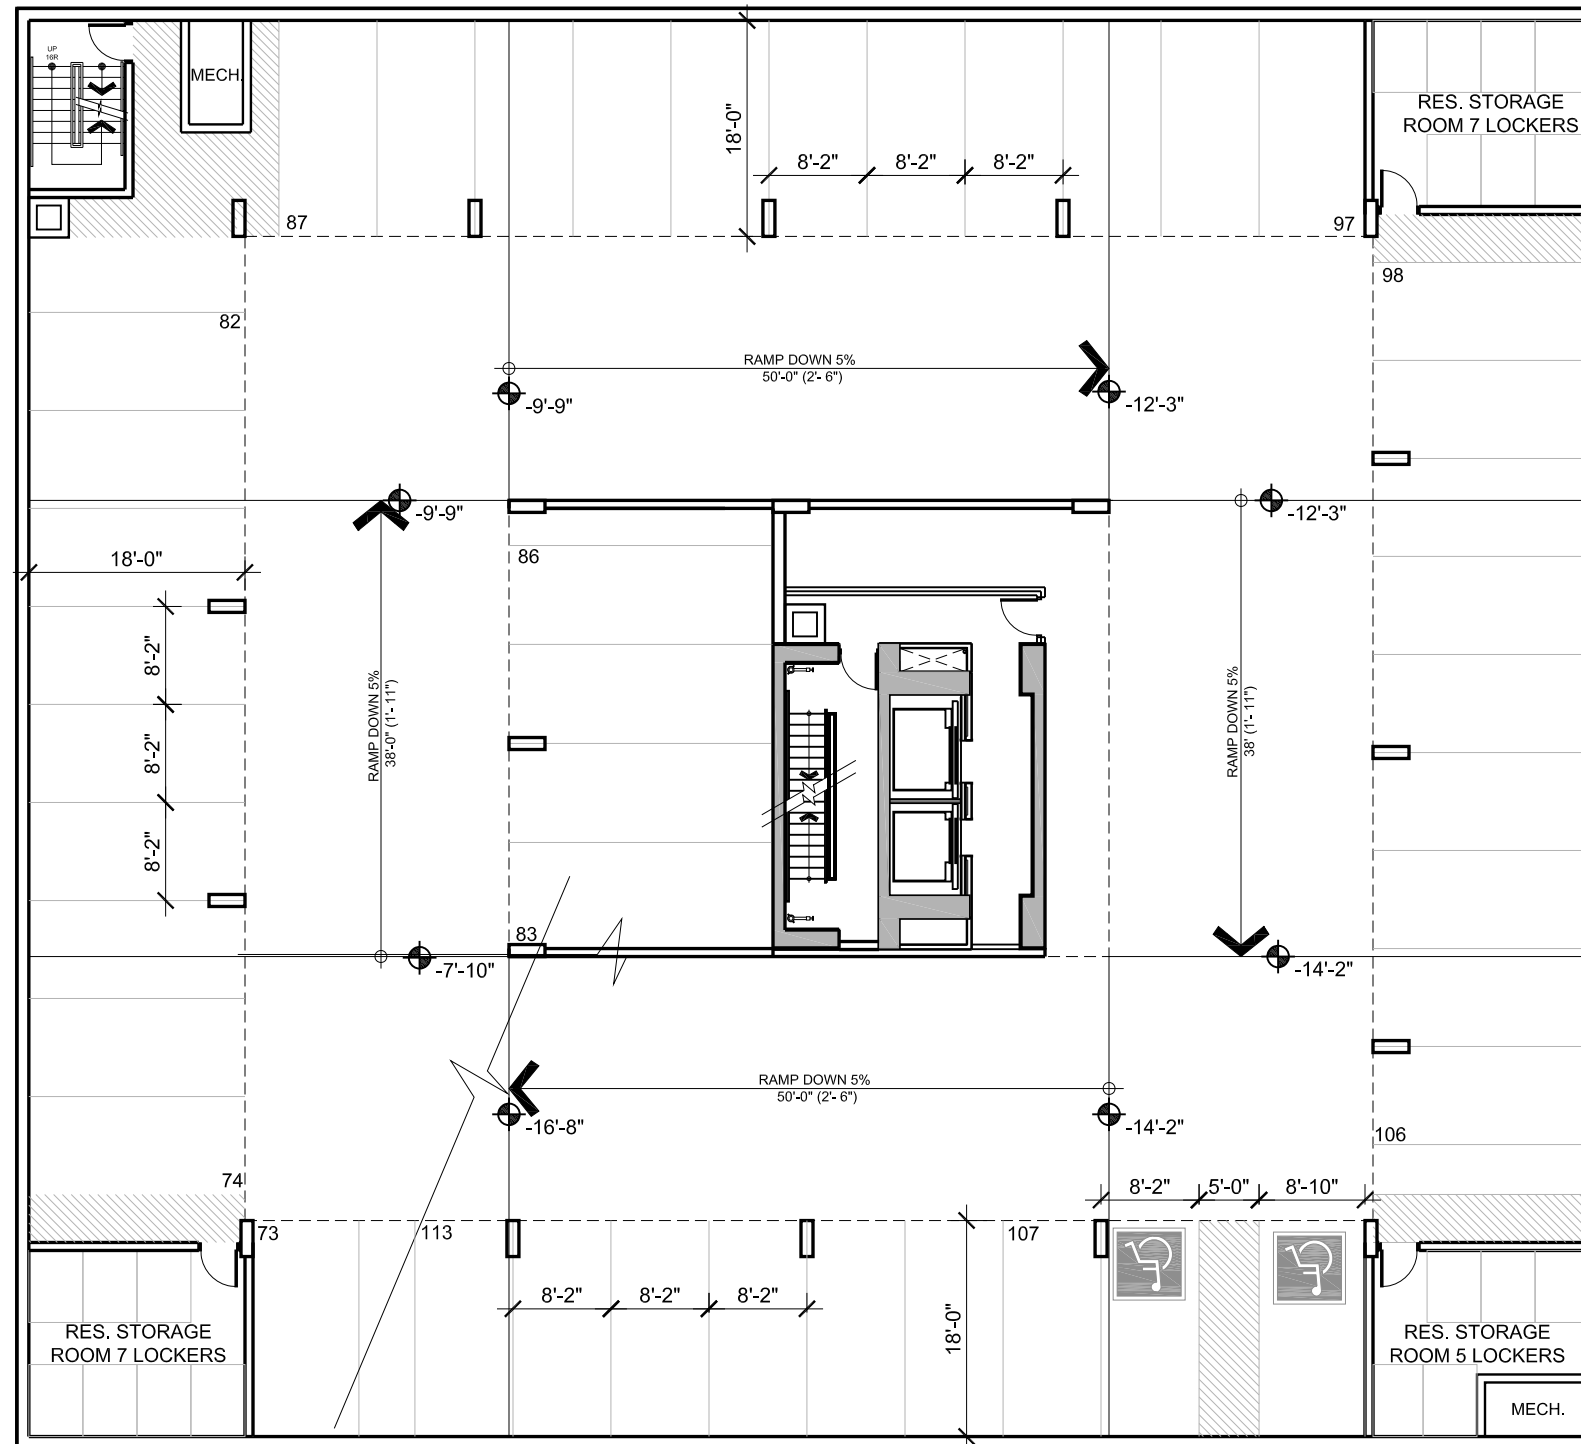 UP
16R
MECH.
RES. STORAGE
ROOM 7 LOCKERS
18'-0"
8'-2"
8'-2"
8'-2"
87
97
98
82
RAMP DOWN 5%
50'-0" (2'- 6")
-9'-9"
-12'-3"
-9'-9"
-12'-3"
86
18'-0"
8'-2"
8'-2"
8'-2"
RAMP DOWN 5%
38'-0" (1'- 11")
RAMP DOWN 5%
38' (1'- 11")
83
-7'-10"
-14'-2"
RAMP DOWN 5%
50'-0" (2'- 6")
-16'-8"
-14'-2"
106
74
8'-2"
5'-0"
8'-10"
73
113
107
8'-2"
8'-2"
8'-2"
18'-0"
RES. STORAGE
ROOM 7 LOCKERS
RES. STORAGE
ROOM 5 LOCKERS
MECH.